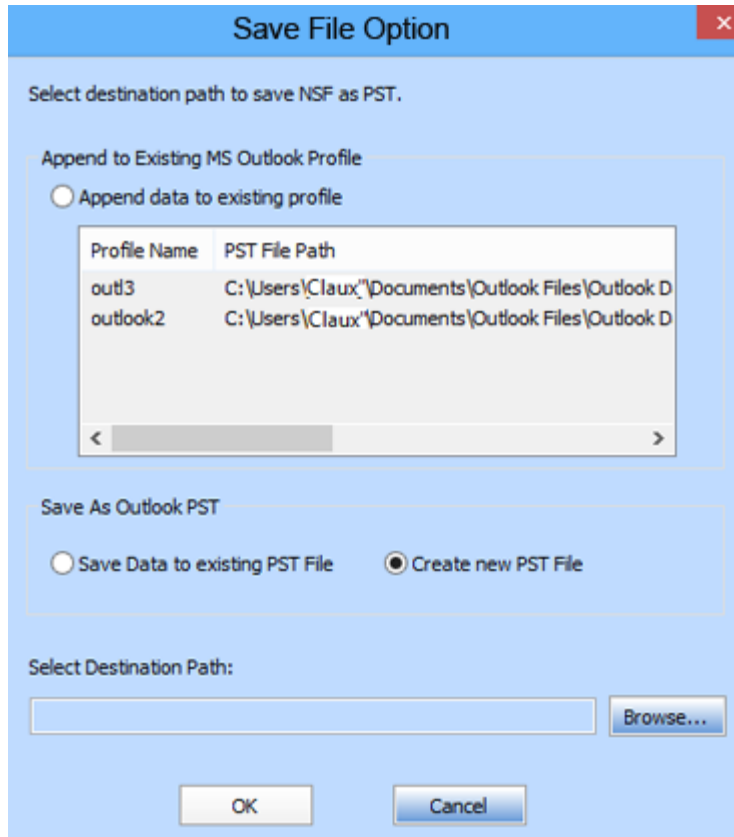 Save File Option
×
Select destination path to save NSF as PST.
Append to Existing MS Outlook Profile
Append data to existing profile
Profile Name PST File Path
outl3 C:\Users\Claux"\Documents\Outlook Files\Outlook D
outlook2 C:\Users\Claux"\Documents\Outlook Files\Outlook D
Save As Outlook PST
Save Data to existing PST File Create new PST File
Select Destination Path:
Browse...
OK Cancel